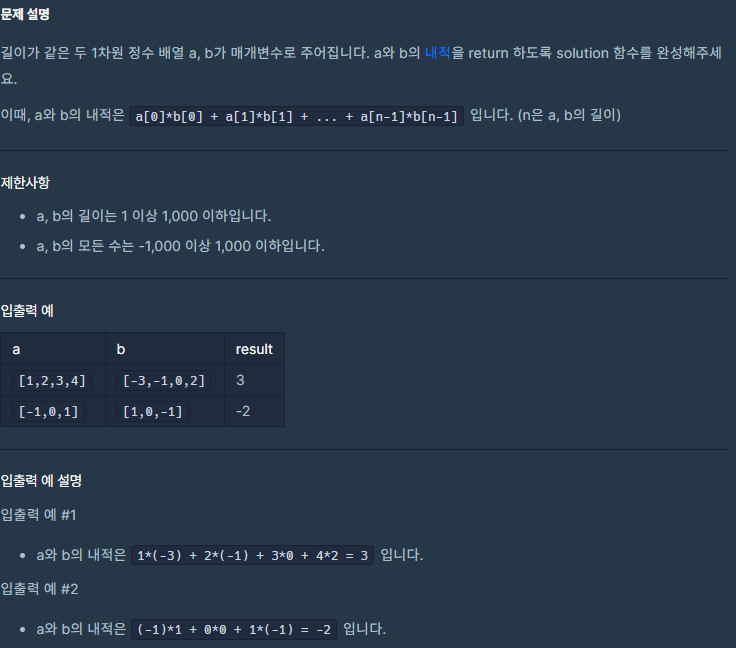 문제 설명
길이가 같은 두 1차원 정수 배열 a, b가 매개변수로 주어집니다. a와 b의 내적을 return 하도록 solution 함수를 완성해주세
요.
이때, a와 b의 내적은 a[0]*b[0] + a[1]*b[1] + ... + a[n-1]*b[n-1] 입니다. (n은 a, b의 길이)
제한사항
• a, b의 길이는 1 이상 1,000 이하입니다.
• a, b의 모든 수는 -1,000 이상 1,000 이하입니다.
입출력 예
a b result
[1,2,3,4] [-3,-1,0,2] 3
[-1,0,1] [1,0,-1] -2
입출력 예 설명
입출력 예 #1
• a와 b의 내적은 1*(-3) + 2*(-1) + 3*0 + 4*2 = 3 입니다.
입출력 예 #2
• a와 b의 내적은 (-1)*1 + 0*0 + 1*(-1) = -2 입니다.